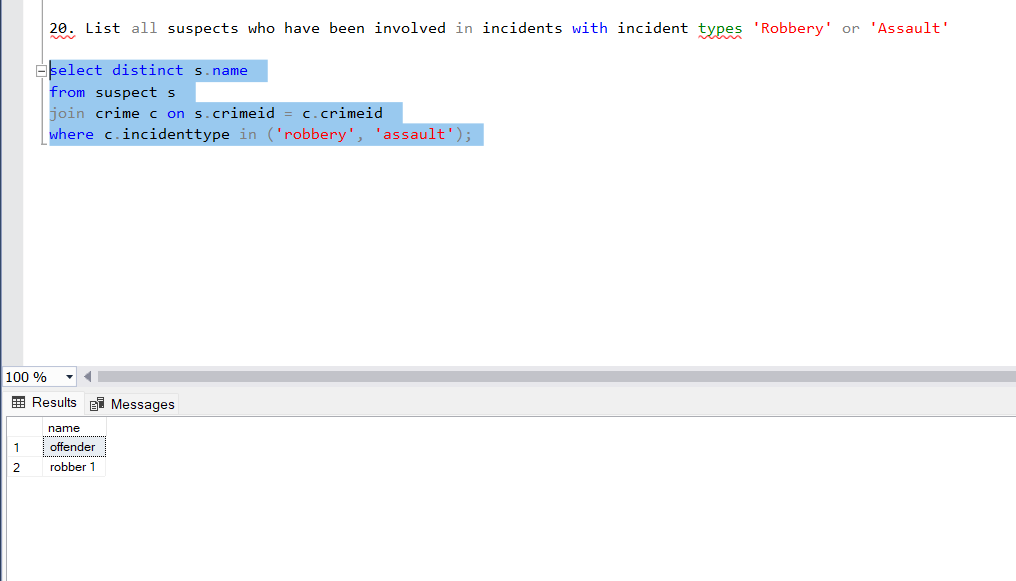 20. List all suspects who have been involved in incidents with incident types 'Robbery' or 'Assault'
select distinct s.name
from suspect s
join crime c on s.crimeid = c.crimeid
where c.incidenttype in ('robbery', 'assault');
100 %
Results Messages
name
1 offender
2 robber 1